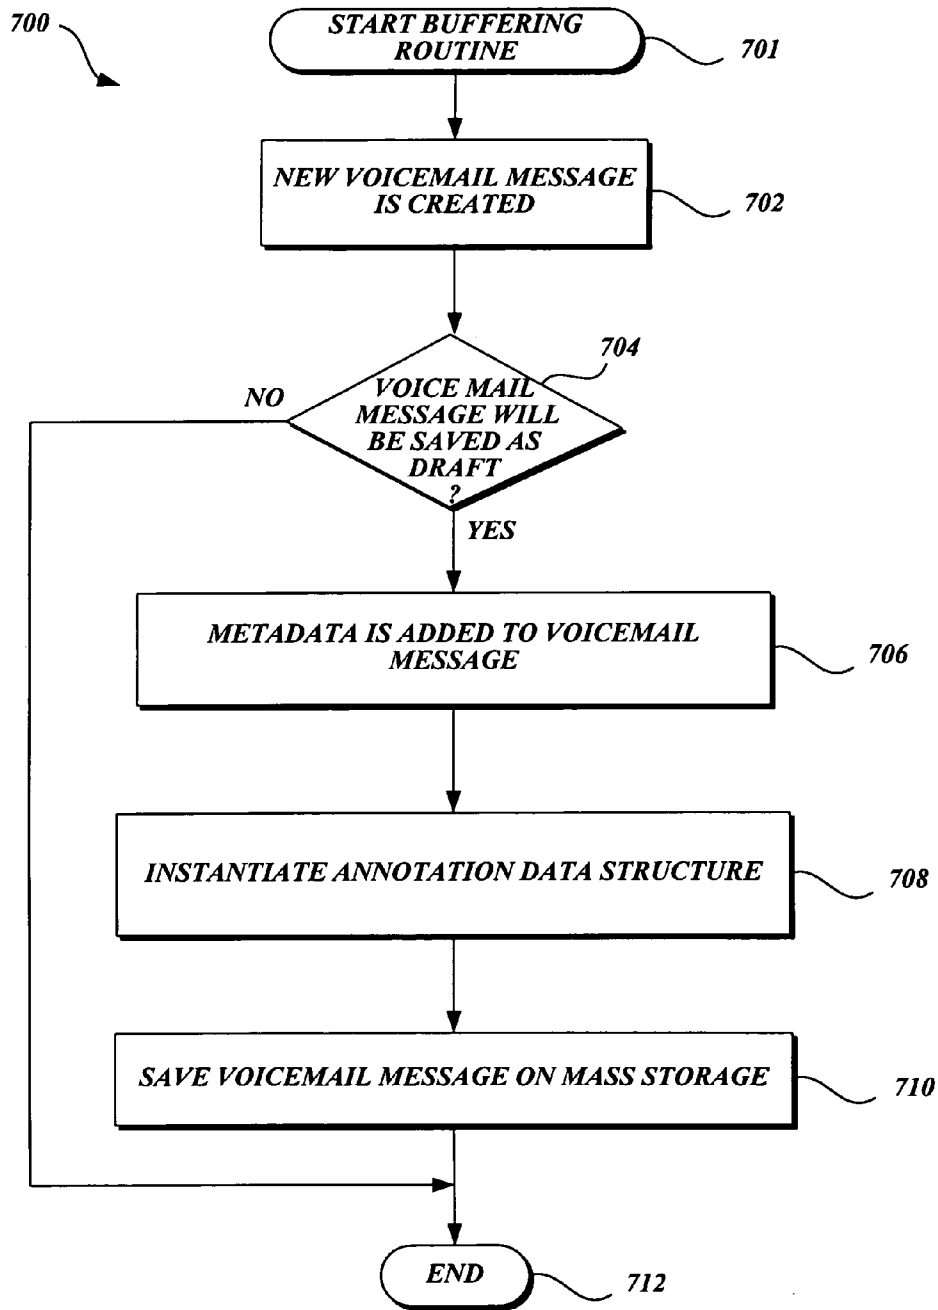 700
START BUFFERING
ROUTINE
701
NEW VOICEMAIL MESSAGE
IS CREATED
702
704
NO
VOICE MAIL
MESSAGE WILL
BE SAVED AS
DRAFT
?
YES
METADATA IS ADDED TO VOICEMAIL
MESSAGE
706
INSTANTIATE ANNOTATION DATA STRUCTURE
708
SAVE VOICEMAIL MESSAGE ON MASS STORAGE
710
END
712